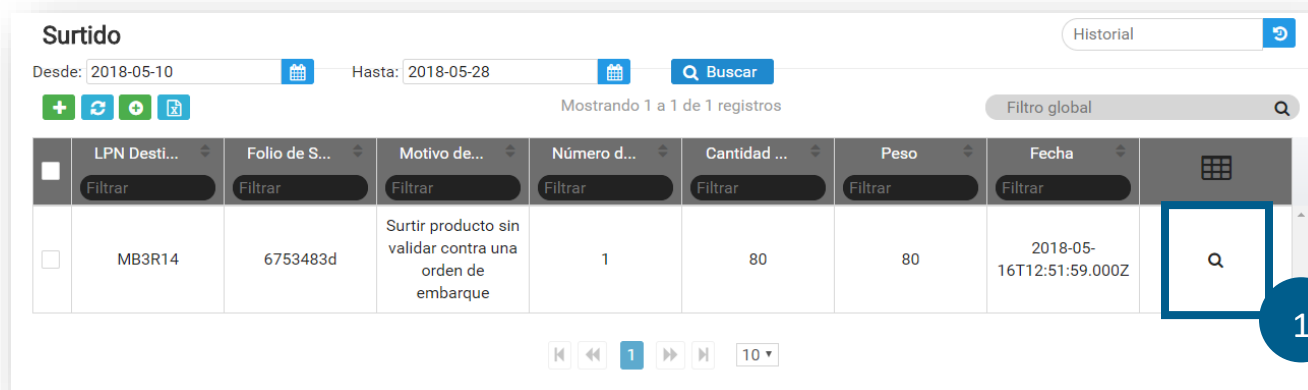 Surtido
Historial
Desde: 2018-05-10 Hasta: 2018-05-28 Buscar
Mostrando 1 a 1 de 1 registros
Filtro global
LPN Desti... Folio de S... Motivo de... Número d... Cantidad ... Peso Fecha
Filtrar Filtrar Filtrar Filtrar Filtrar Filtrar Filtrar
MB3R14 6753483d Surtir producto sin validar contra una orden de embarque 1 80 80 2018-05-16T12:51:59.000Z
1
1 10